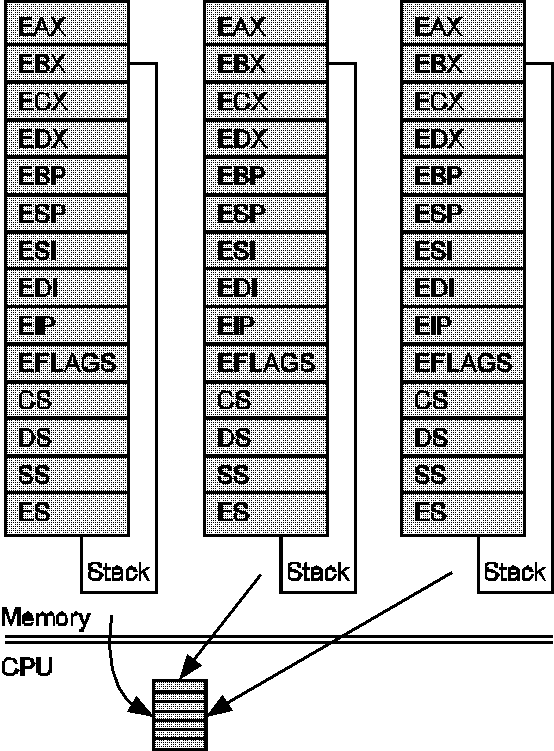 EAX EAX EAX
EBX EBX EBX
ECX ECX ECX
EDX EDX EDX
EBP EBP EBP
ESP ESP ESP
ESI ESI ESI
EDI EDI EDI
EIP EIP EIP
EFLAGS EFLAGS EFLAGS
CS CS CS
DS DS DS
SS SS SS
ES ES ES
Stack Stack Stack
Memory
CPU